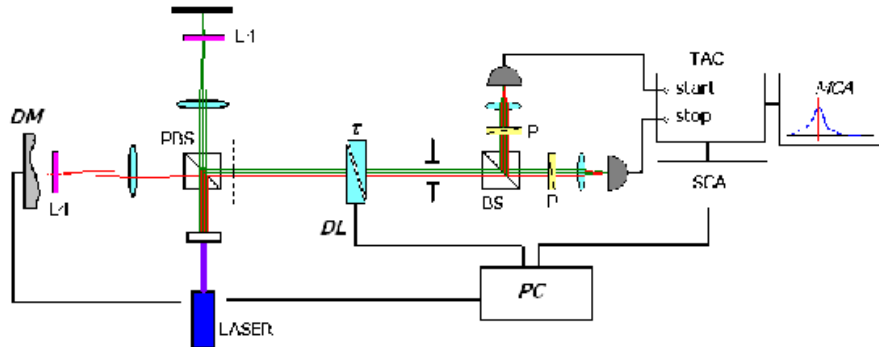 L-1
TAC
start
MCA
stop
DM
PBS
τ
P
L-1
P
BS
SCA
DL
PC
LASER